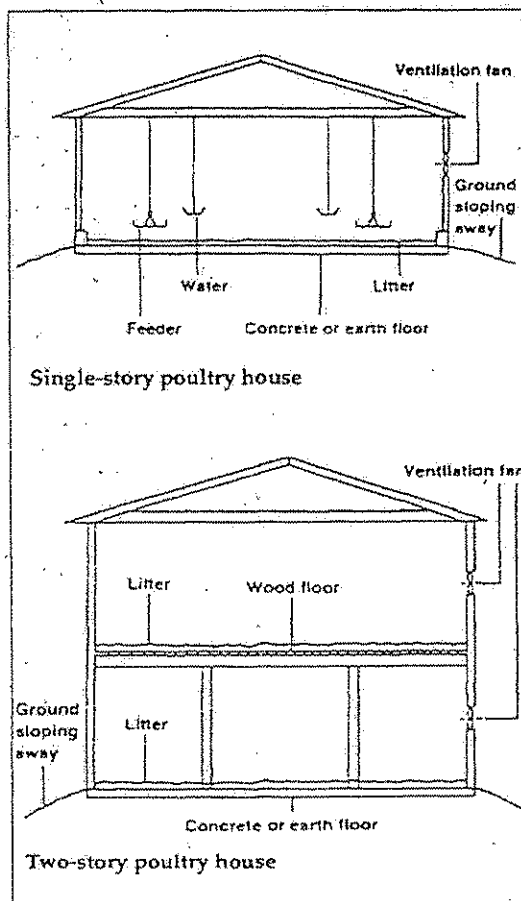 Ventilation fan
Ground
sloping
away
Water
Litter
Feeder
Concrete or earth floor
Single-story poultry house
Ventilation fan
Litter
Wood floor
Ground
sloping
away
Litter
Concrete or earth floor
Two-story poultry house